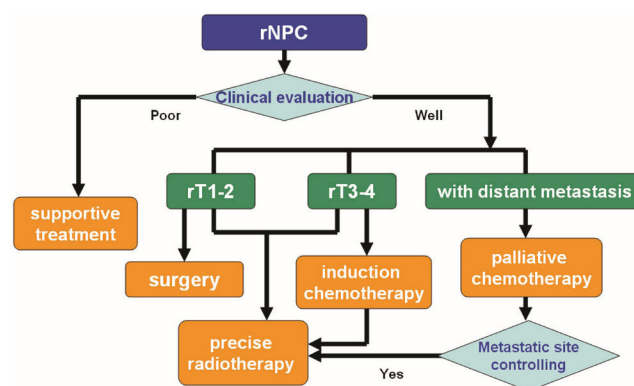 rNPC
Clinical evaluation
Poor
Well
rT1-2
rT3-4
with distant metastasis
supportive
treatment
surgery
induction
chemotherapy
palliative
chemotherapy
precise
radiotherapy
Metastatic site
controlling
Yes